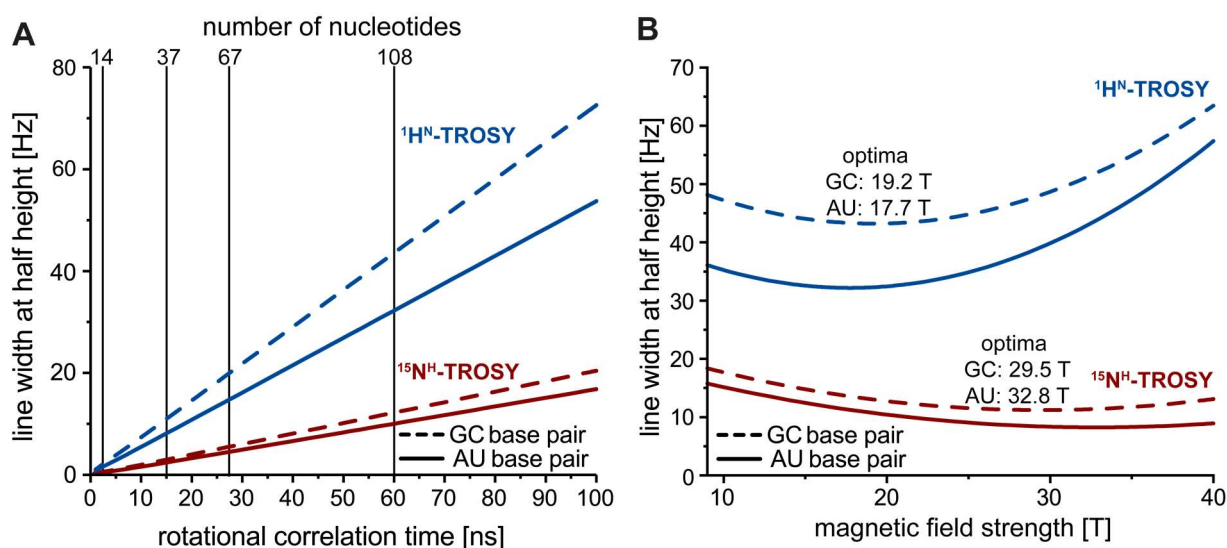 A
number of nucleotides
14 37 67 108
line width at half height [Hz]
80
60
40
20
0
¹Hᴺ-TROSY
¹⁵Nᴴ-TROSY
GC base pair
AU base pair
0 10 20 30 40 50 60 70 80 90 100
rotational correlation time [ns]
B
line width at half height [Hz]
70
60
50
40
30
20
10
0
¹Hᴺ-TROSY
optima
GC: 19.2 T
AU: 17.7 T
optima
GC: 29.5 T
AU: 32.8 T
¹⁵Nᴴ-TROSY
GC base pair
AU base pair
10 20 30 40
magnetic field strength [T]